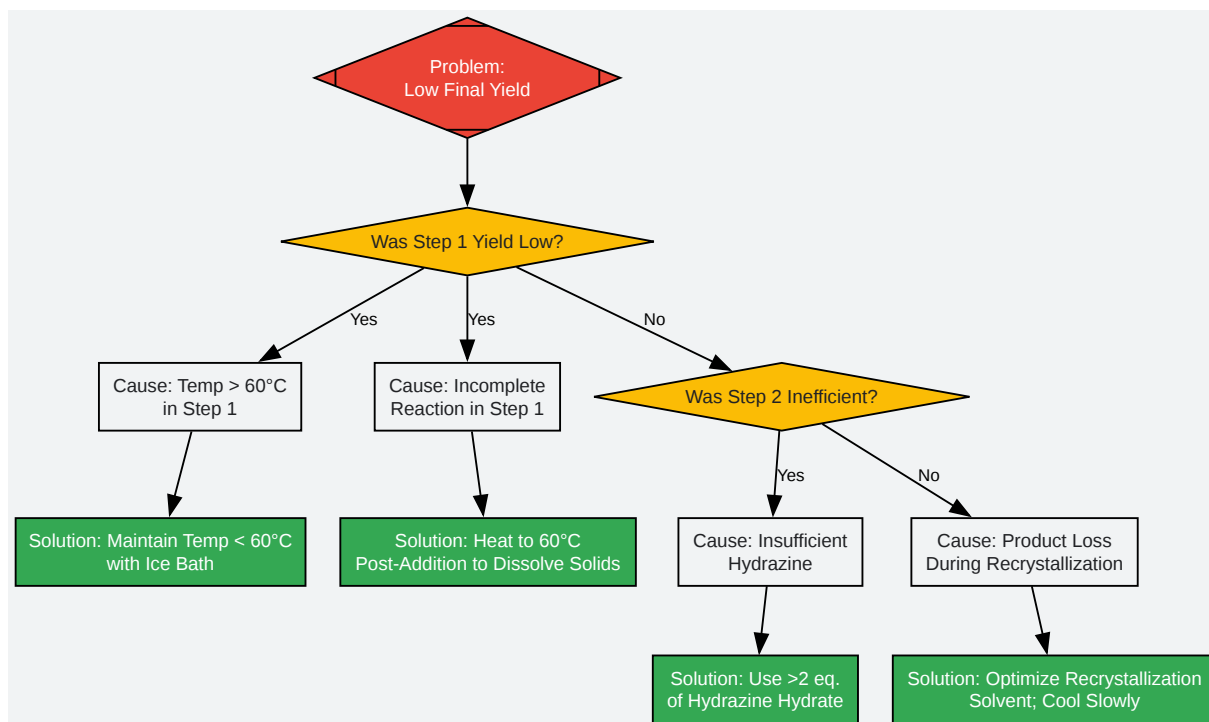 Problem:
Low Final Yield
Was Step 1 Yield Low?
Yes
Yes
No
Cause: Temp > 60°C
in Step 1
Cause: Incomplete
Reaction in Step 1
Was Step 2 Inefficient?
Yes
No
Solution: Maintain Temp < 60°C
with Ice Bath
Solution: Heat to 60°C
Post-Addition to Dissolve Solids
Cause: Insufficient
Hydrazine
Cause: Product Loss
During Recrystallization
Solution: Use >2 eq.
of Hydrazine Hydrate
Solution: Optimize Recrystallization
Solvent; Cool Slowly